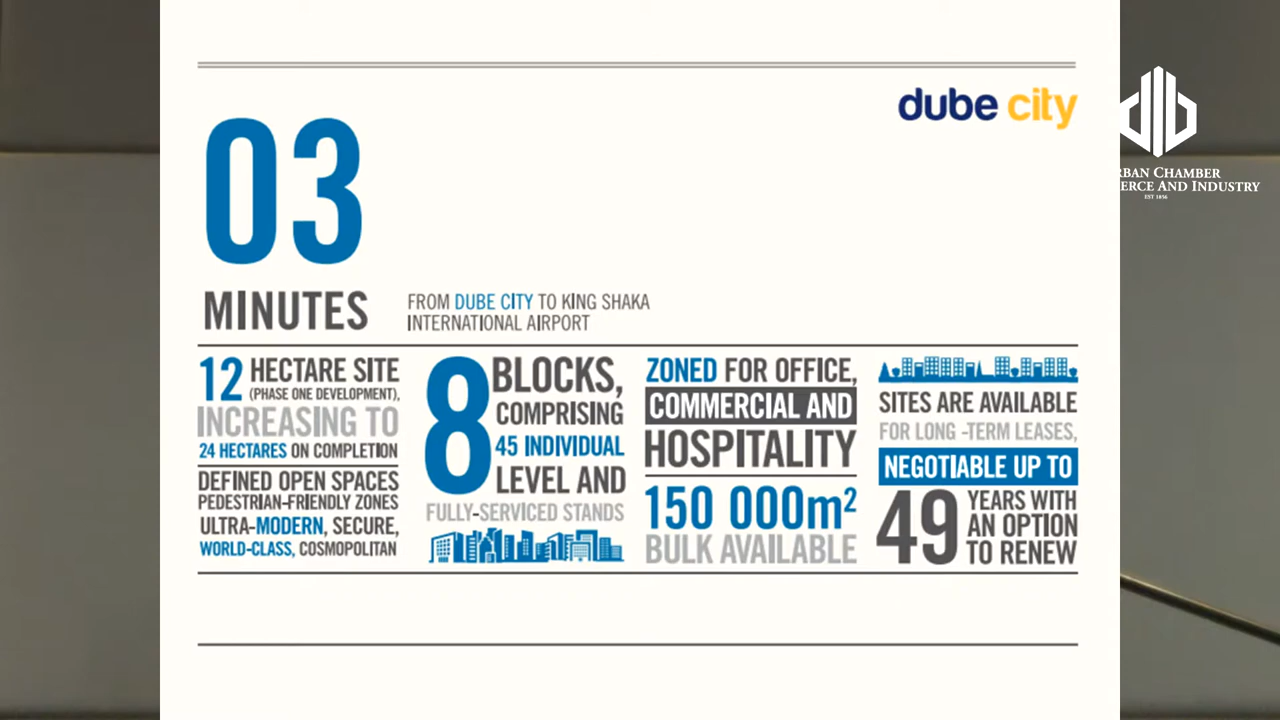 dube city
03
MINUTES
FROM DUBE CITY TO KING SHAKA
INTERNATIONAL AIRPORT
12 HECTARE SITE
(PHASE ONE DEVELOPMENT),
INCREASING TO
24 HECTARES ON COMPLETION
DEFINED OPEN SPACES
PEDESTRIAN-FRIENDLY ZONES
ULTRA-MODERN, SECURE,
WORLD-CLASS, COSMOPOLITAN
8 BLOCKS,
COMPRISING
45 INDIVIDUAL
LEVEL AND
FULLY-SERVICED STANDS
ZONED FOR OFFICE,
COMMERCIAL AND
HOSPITALITY
150 000m²
BULK AVAILABLE
SITES ARE AVAILABLE
FOR LONG -TERM LEASES,
NEGOTIABLE UP TO
49 YEARS WITH
AN OPTION
TO RENEW
RBAN CHAMBER
ERCE AND INDUSTRY
EST 1856